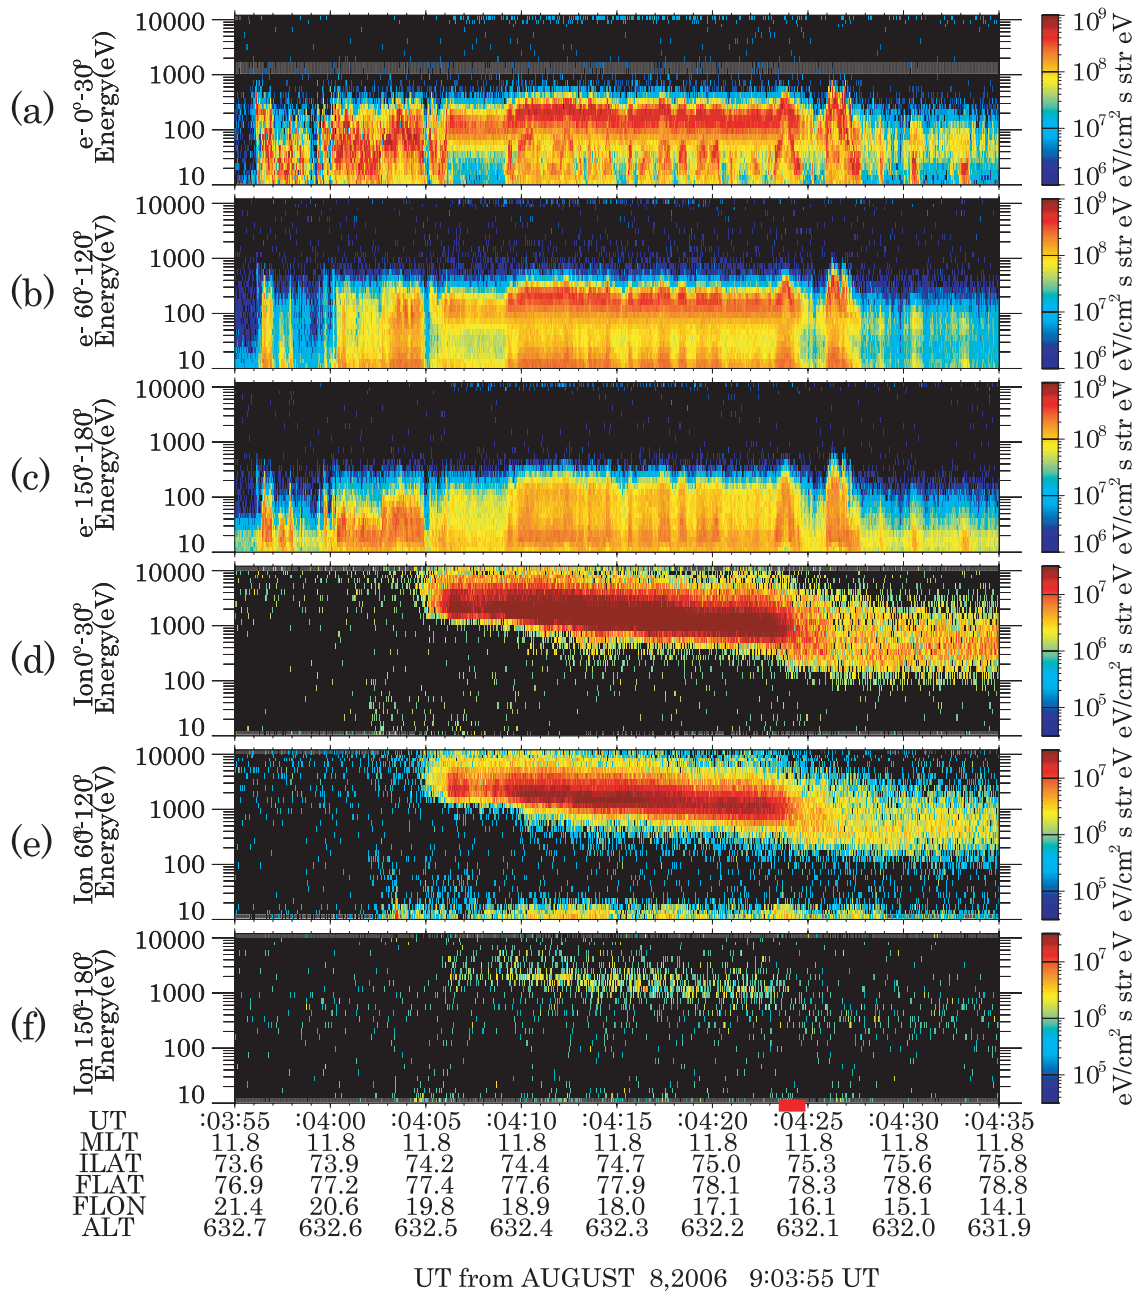 (a)
e- 0°-30°
Energy(eV)
10000
1000
100
10
10⁹
10⁸
10⁷
10⁶
eV/cm² s str eV
(b)
e- 60°-120°
Energy(eV)
10000
1000
100
10
10⁹
10⁸
10⁷
10⁶
eV/cm² s str eV
(c)
e- 150°-180°
Energy(eV)
10000
1000
100
10
10⁹
10⁸
10⁷
10⁶
eV/cm² s str eV
(d)
Ion0°-30°
Energy(eV)
10000
1000
100
10
10⁷
10⁶
10⁵
eV/cm² s str eV
(e)
Ion 60°-120°
Energy(eV)
10000
1000
100
10
10⁷
10⁶
10⁵
eV/cm² s str eV
(f)
Ion 150°-180°
Energy(eV)
10000
1000
100
10
10⁷
10⁶
10⁵
eV/cm² s str eV
UT :03:55 :04:00 :04:05 :04:10 :04:15 :04:20 :04:25 :04:30 :04:35
MLT 11.8 11.8 11.8 11.8 11.8 11.8 11.8 11.8 11.8
ILAT 73.6 73.9 74.2 74.4 74.7 75.0 75.3 75.6 75.8
FLAT 76.9 77.2 77.4 77.6 77.9 78.1 78.3 78.6 78.8
FLON 21.4 20.6 19.8 18.9 18.0 17.1 16.1 15.1 14.1
ALT 632.7 632.6 632.5 632.4 632.3 632.2 632.1 632.0 631.9
UT from AUGUST 8,2006 9:03:55 UT